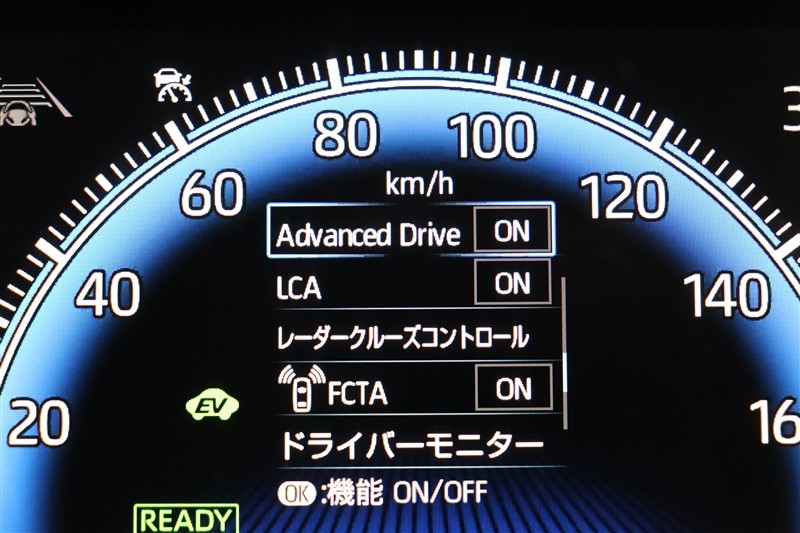 80
100
km/h
60
120
Advanced Drive ON
LCA ON
40
140
レーダークルーズコントロール
FCTA ON
EV
20
16
ドライバーモニター
OK:機能 ON/OFF
READY